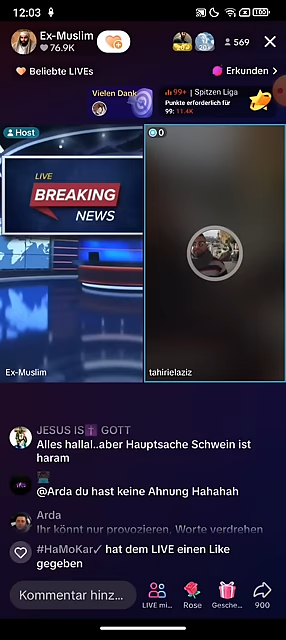 12:03
100
Ex-Muslim
76.9K
569
Beliebte LIVEs
Erkunden
Vielen Dank
99+ | Spitzen Liga
Punkte erforderlich für
99: 11.4K
Host
0
LIVE
BREAKING
NEWS
Ex-Muslim
tahirielaziz
JESUS IS✝️ GOTT
Alles hallal..aber Hauptsache Schwein ist
haram
@Arda du hast keine Ahnung Hahahah
Arda
Ihr könnt nur provozieren, Worte verdrehen
#HaMoKar✓ hat dem LIVE einen Like
gegeben
Kommentar hinz...
LIVE mi...
Rose
Gesche...
900